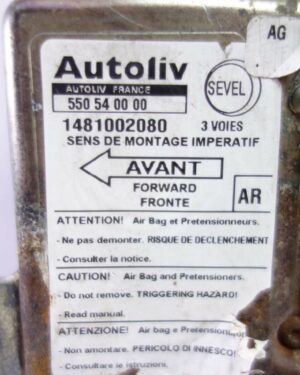 AG
Autoliv
SEVEL
AUTOLIV FRANCE
550 54 00 00
1481002080 3 VOIES
SENS DE MONTAGE IMPERATIF
AVANT
FORWARD
FRONTE
AR
ATTENTION! Air Bag et Pretensionneurs.
- Ne pas demonter. RISQUE DE DECLENCHEMENT
- Consulter la notice.
CAUTION! Air Bag and Pretensioners.
- Do not remove. TRIGGERING HAZARD!
- Read manual.
ATTENZIONE! Air bag e
- Non amontare. PERICOLO DI INNESCO!
- Consultare le istruzioni.